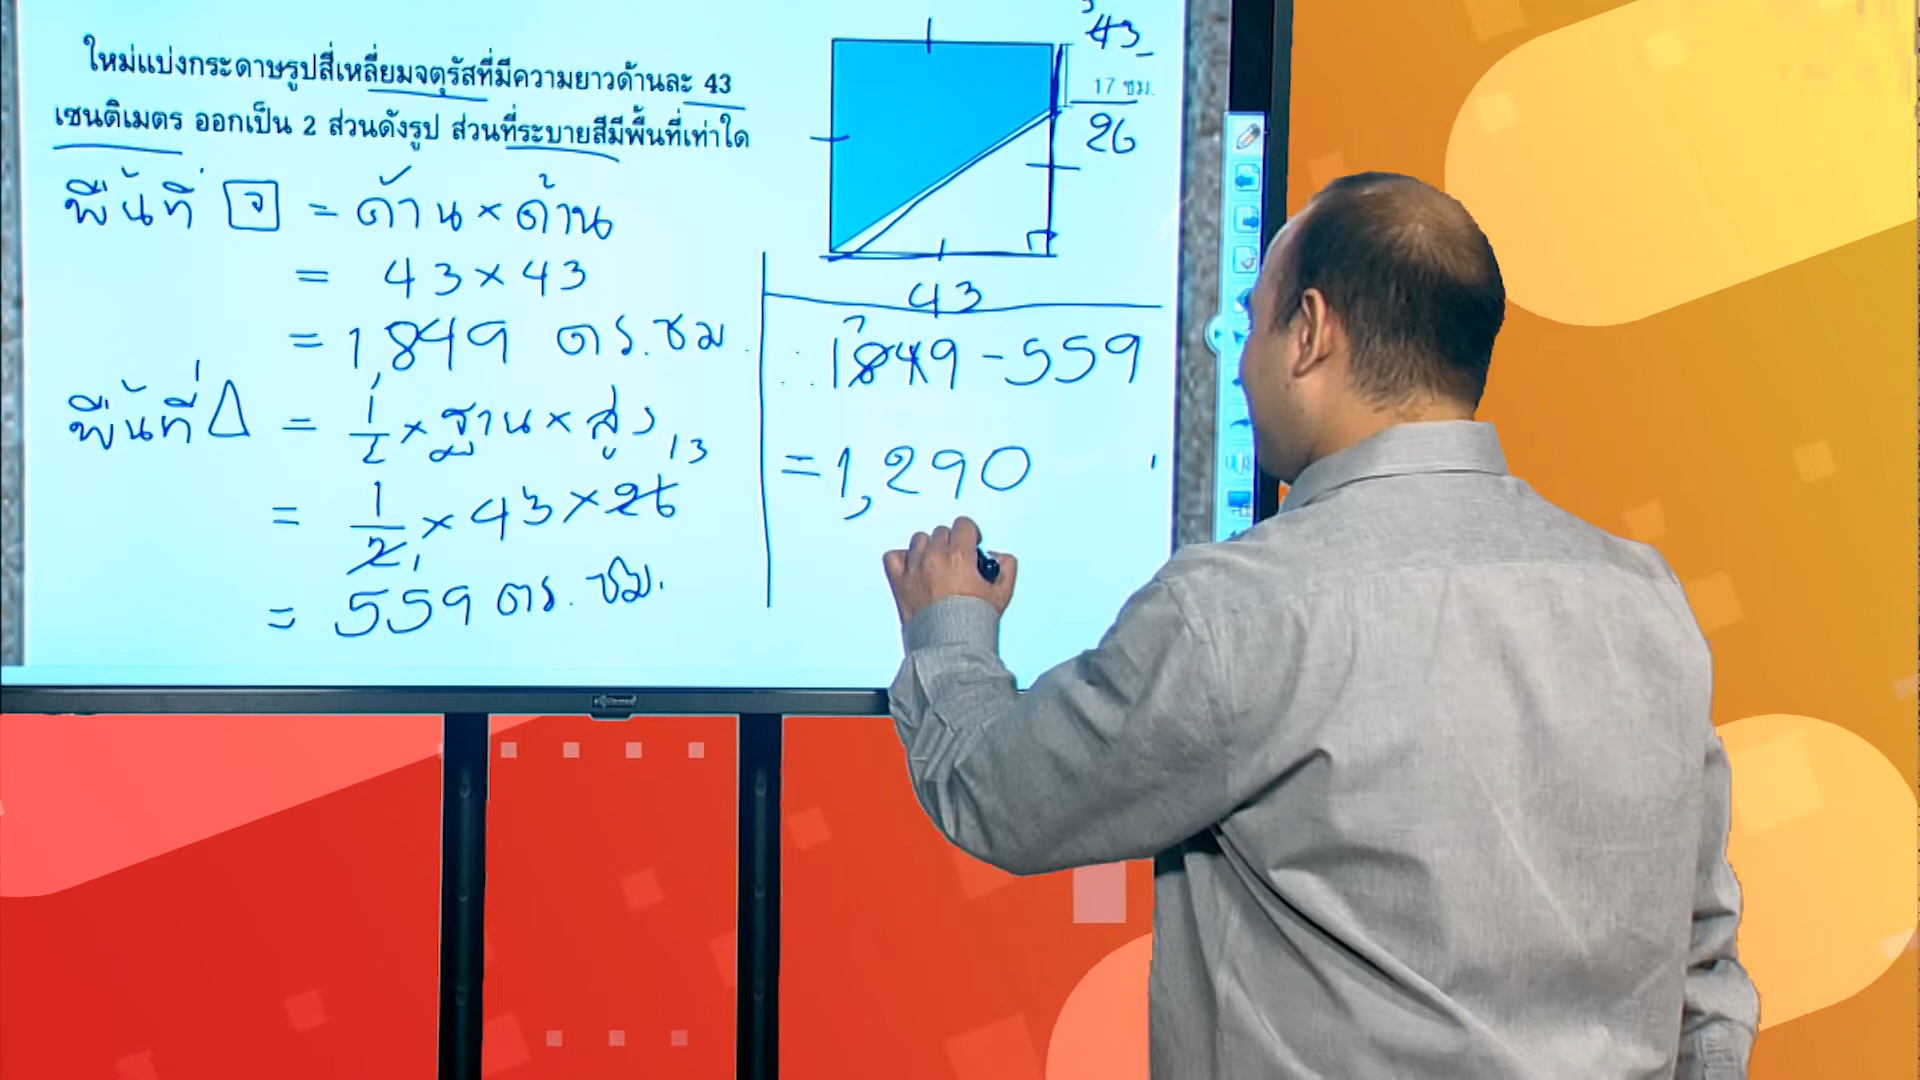 ใหม่แบ่งกระดาษรูปสี่เหลี่ยมจตุรัสที่มีความยาวด้านละ 43
เซนติเมตร ออกเป็น 2 ส่วนดังรูป ส่วนที่ระบายสีมีพื้นที่เท่าใด
พื้นที่ จ = ด้าน × ด้าน
= 43 × 43
= 1,849 ตร.ซม.
พื้นที่ △ = 1/2 × ฐาน × สูง
13
= 1/2 × 43 × 26
1
= 559 ตร.ซม.
43
17 ซม.
26
43
1849 - 559
= 1,290